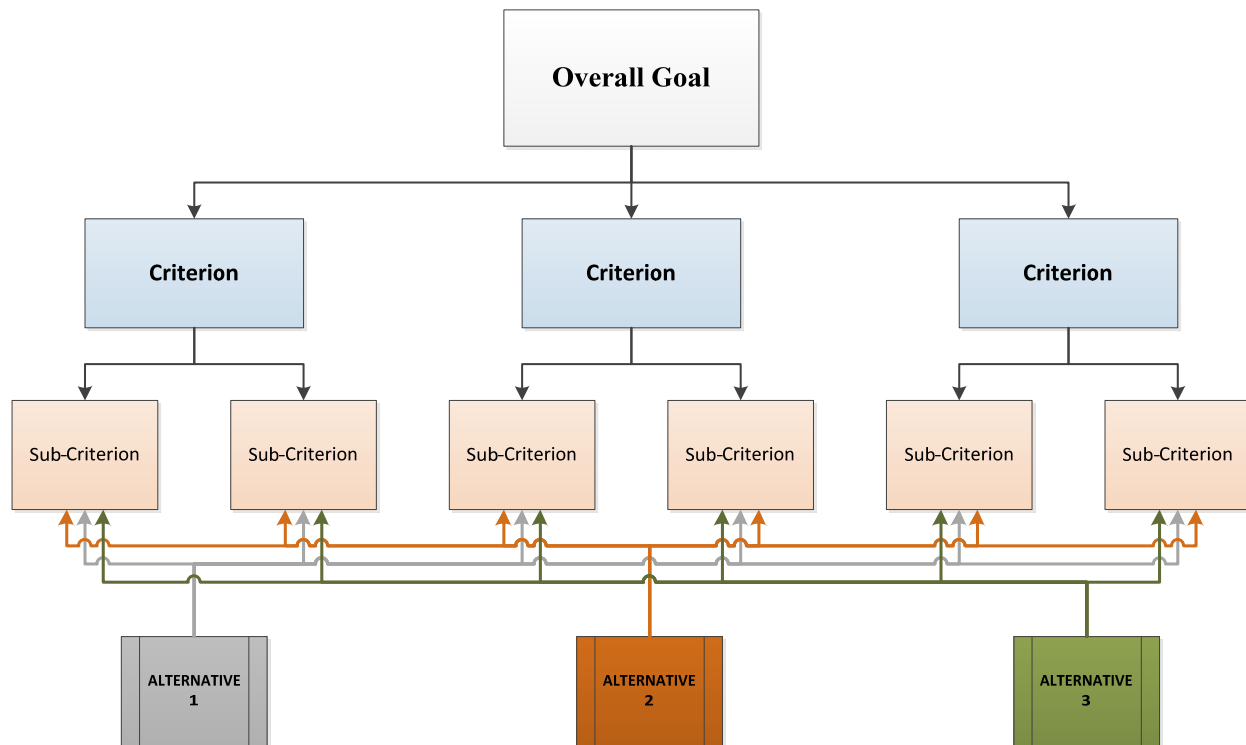 Overall Goal
Criterion
Criterion
Criterion
Sub-Criterion
Sub-Criterion
Sub-Criterion
Sub-Criterion
Sub-Criterion
Sub-Criterion
ALTERNATIVE
1
ALTERNATIVE
2
ALTERNATIVE
3